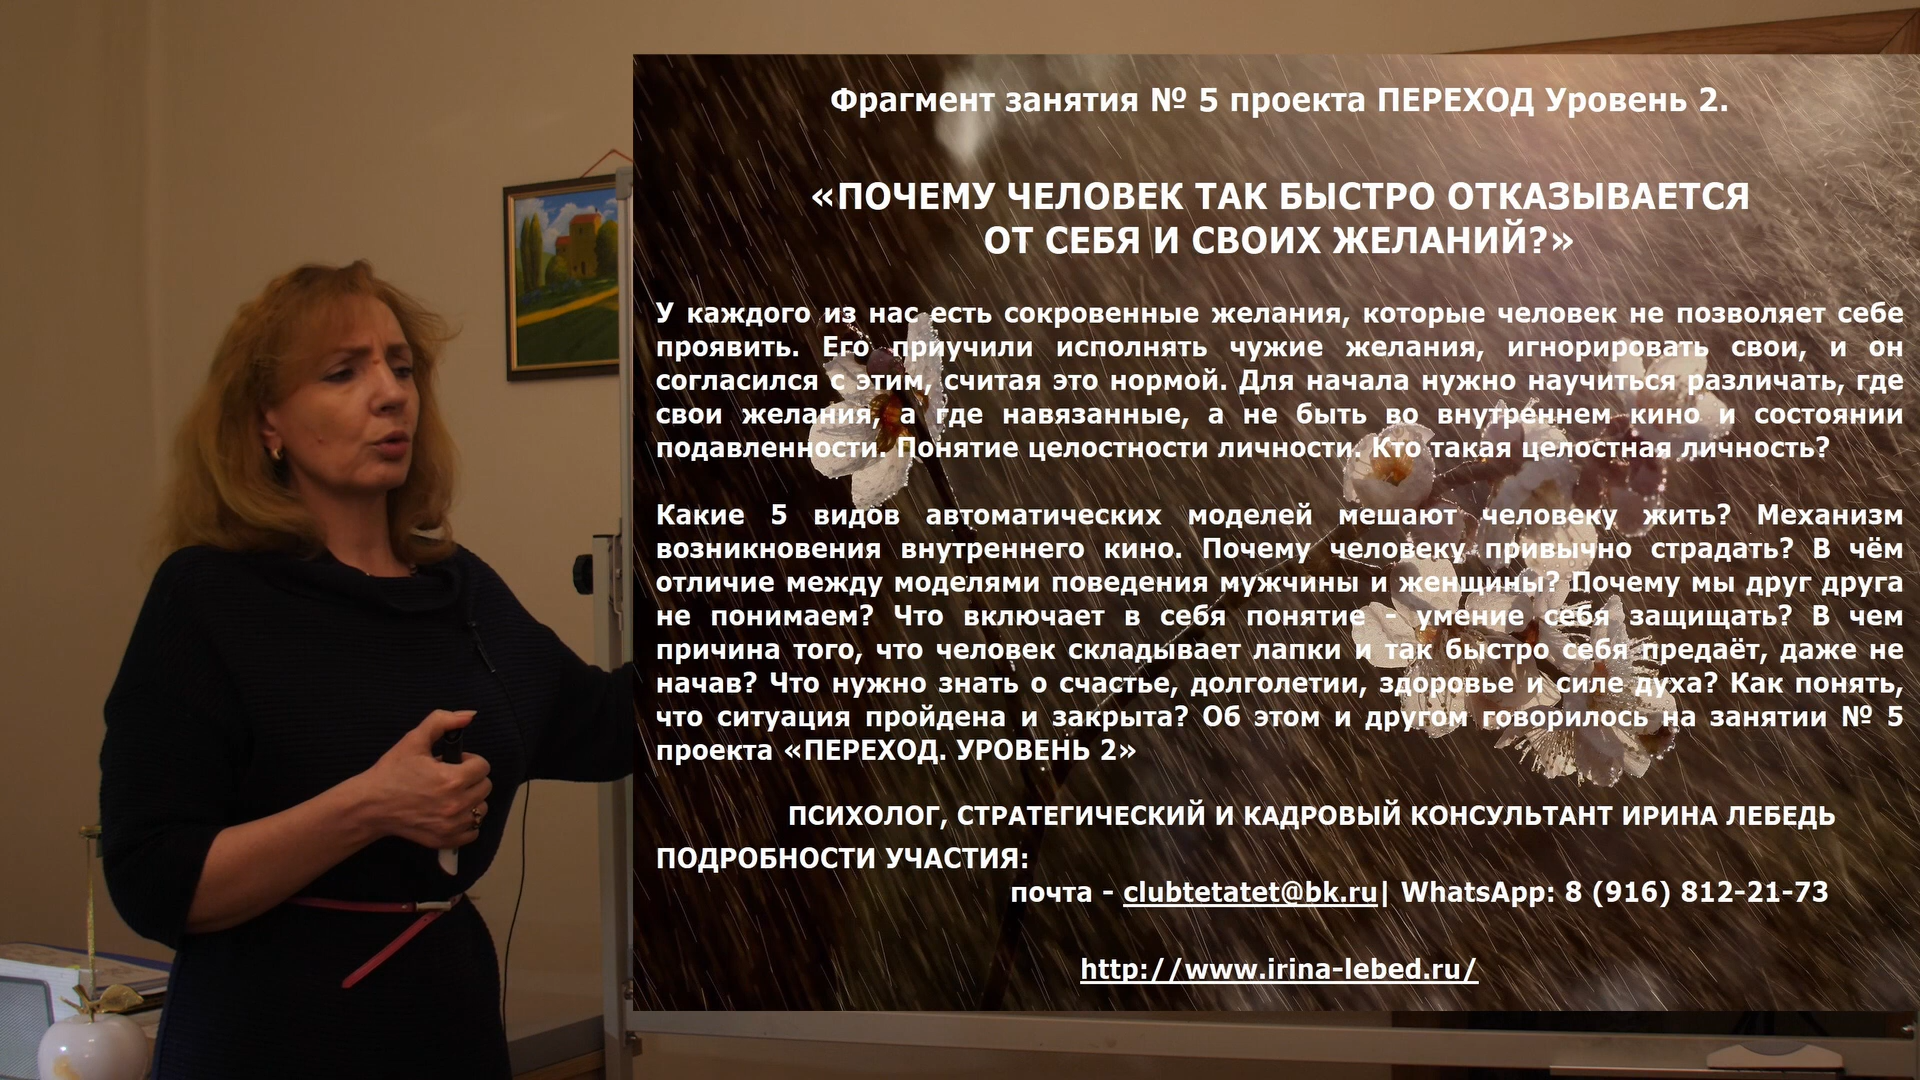 Фрагмент занятия № 5 проекта ПЕРЕХОД Уровень 2.
«ПОЧЕМУ ЧЕЛОВЕК ТАК БЫСТРО ОТКАЗЫВАЕТСЯ
ОТ СЕБЯ И СВОИХ ЖЕЛАНИЙ?»
У каждого из нас есть сокровенные желания, которые человек не позволяет себе
проявить. Его приучили исполнять чужие желания, игнорировать свои, и он
согласился с этим, считая это нормой. Для начала нужно научиться различать, где
свои желания, а где навязанные, а не быть во внутреннем кино и состоянии
подавленности. Понятие целостности личности. Кто такая целостная личность?
Какие 5 видов автоматических моделей мешают человеку жить? Механизм
возникновения внутреннего кино. Почему человеку привычно страдать? В чём
отличие между моделями поведения мужчины и женщины? Почему мы друг друга
не понимаем? Что включает в себя понятие - умение себя защищать? В чем
причина того, что человек складывает лапки и так быстро себя предаёт, даже не
начав? Что нужно знать о счастье, долголетии, здоровье и силе духа? Как понять,
что ситуация пройдена и закрыта? Об этом и другом говорилось на занятии № 5
проекта «ПЕРЕХОД. УРОВЕНЬ 2»
ПСИХОЛОГ, СТРАТЕГИЧЕСКИЙ И КАДРОВЫЙ КОНСУЛЬТАНТ ИРИНА ЛЕБЕДЬ
ПОДРОБНОСТИ УЧАСТИЯ:
почта - clubtetatet@bk.ru| WhatsApp: 8 (916) 812-21-73
http://www.irina-lebed.ru/